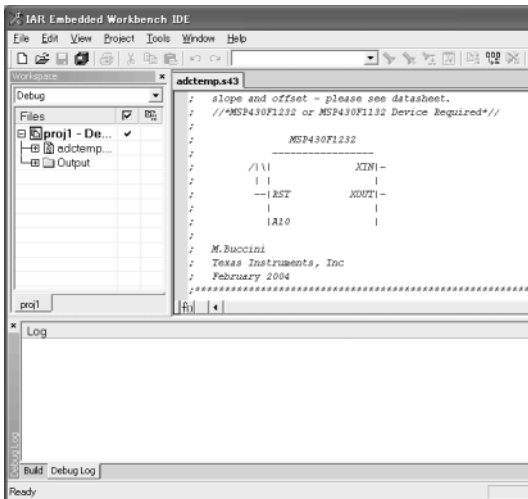 IAR Embedded Workbench IDE
File Edit View Project Tools Window Help
Workspace
adctemp.s43
Debug
Files
proj1 - De...
adctemp...
Output
proj1
; slope and offset - please see datasheet.
; //*MSP430F1232 or MSP430F1132 Device Required*//
;
; MSP430F1232
; -----------------
; /|\| XIN|-
; | | |
; --|RST XOUT|-
; | |
; |A10 |
;
; M.Buccini
; Texas Instruments, Inc
; February 2004
;*******************************************************
f()
Log
Debug Log
Build Debug Log
Ready